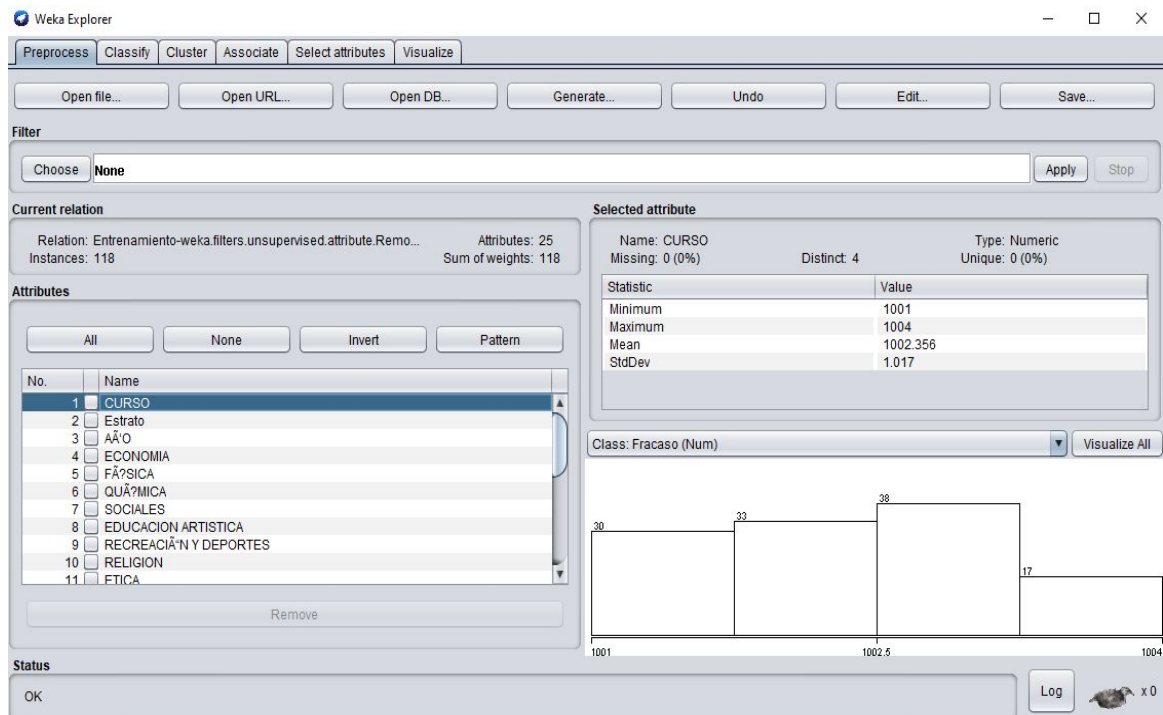 Weka Explorer
Preprocess Classify Cluster Associate Select attributes Visualize
Open file... Open URL... Open DB... Generate... Undo Edit... Save...
Filter
Choose None Apply Stop
Current relation
Relation: Entrenamiento-weka.filters.unsupervised.attribute.Remo... Attributes: 25
Instances: 118 Sum of weights: 118
Attributes
All None Invert Pattern
No. Name
1 CURSO
2 Estrato
3 AÃ‘O
4 ECONOMIA
5 FÃ?SICA
6 QUÃ?MICA
7 SOCIALES
8 EDUCACION ARTISTICA
9 RECREACIÃ“N Y DEPORTES
10 RELIGION
11 ETICA
Remove
Selected attribute
Name: CURSO Type: Numeric
Missing: 0 (0%) Distinct: 4 Unique: 0 (0%)
Statistic Value
Minimum 1001
Maximum 1004
Mean 1002.356
StdDev 1.017
Class: Fracaso (Num) Visualize All
30 33 38 17
1001 1002.5 1004
Status
OK
Log x 0